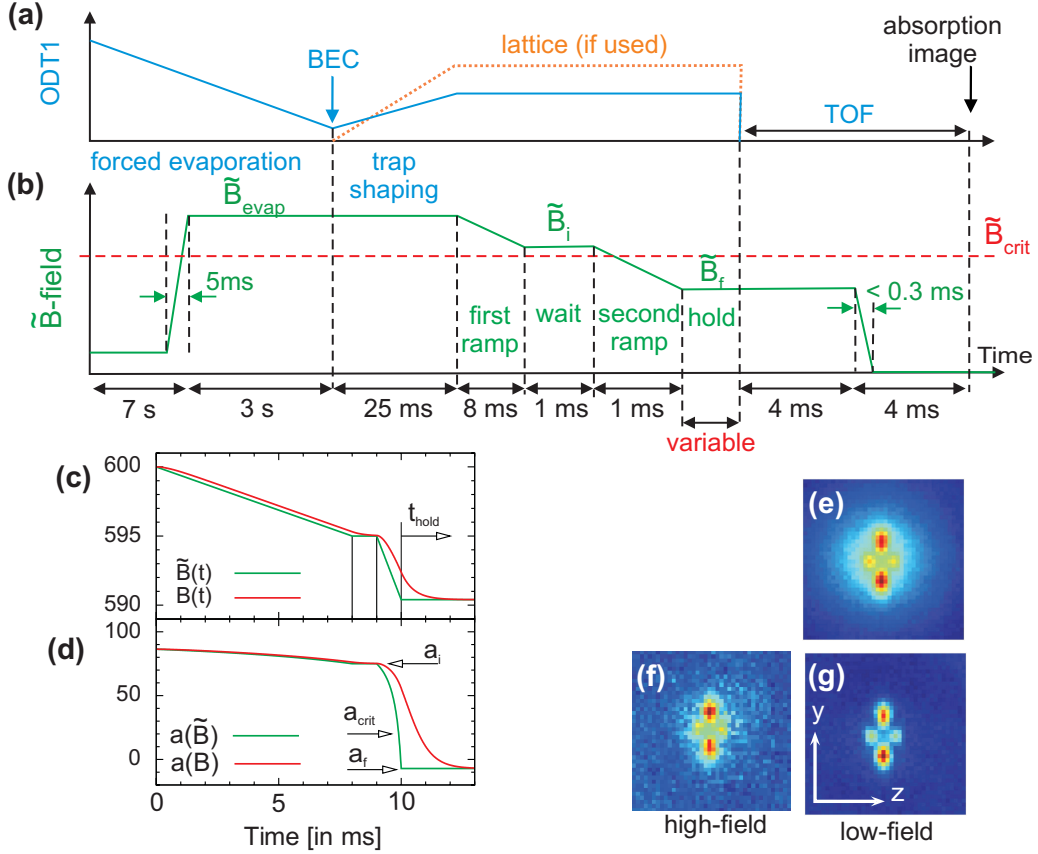 (a)
ODT1
BEC
lattice (if used)
absorption
image
TOF
forced evaporation
trap
shaping
(b)
B̃-field
B̃evap
B̃i
B̃crit
B̃f
5ms
< 0.3 ms
first
ramp
wait
second
ramp
hold
Time
7 s
3 s
25 ms
8 ms
1 ms
1 ms
4 ms
4 ms
variable
(c)
600
595
590
thold
B̃(t)
B(t)
(d)
100
50
0
ai
acrit
af
a(B̃)
a(B)
0
5
10
Time [in ms]
(e)
(f)
(g)
y
z
high-field
low-field